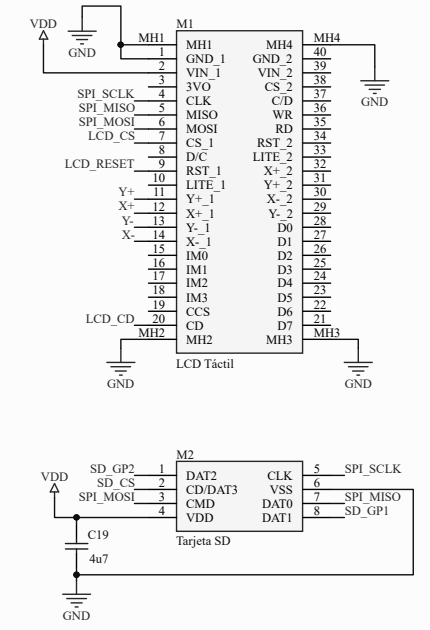 M1
VDD
GND
MH1 MH1 MH4 MH4
1 GND_1 GND_2 40
2 VIN_1 VIN_2 39
3 3VO CS_2 38
SPI_SCLK 4 CLK C/D 37
SPI_MISO 5 MISO WR 36
SPI_MOSI 6 MOSI RD 35
LCD_CS 7 CS_1 RST_2 34
8 D/C LITE_2 33
LCD_RESET 9 RST_1 X+_2 32
10 LITE_1 Y+_2 31
Y+ 11 Y+_1 X-_2 30
X+ 12 X+_1 Y-_2 29
Y- 13 Y-_1 D0 28
X- 14 X-_1 D1 27
15 IM0 D2 26
16 IM1 D3 25
17 IM2 D4 24
18 IM3 D5 23
19 CCS D6 22
LCD_CD 20 CD D7 21
MH2 MH2 MH3 MH3
GND
LCD Táctil
GND
GND
M2
VDD
SD_GP2 1 DAT2 CLK 5 SPI_SCLK
SD_CS 2 CD/DAT3 VSS 6
SPI_MOSI 3 CMD DAT0 7 SPI_MISO
4 VDD DAT1 8 SD_GP1
Tarjeta SD
C19
4u7
GND